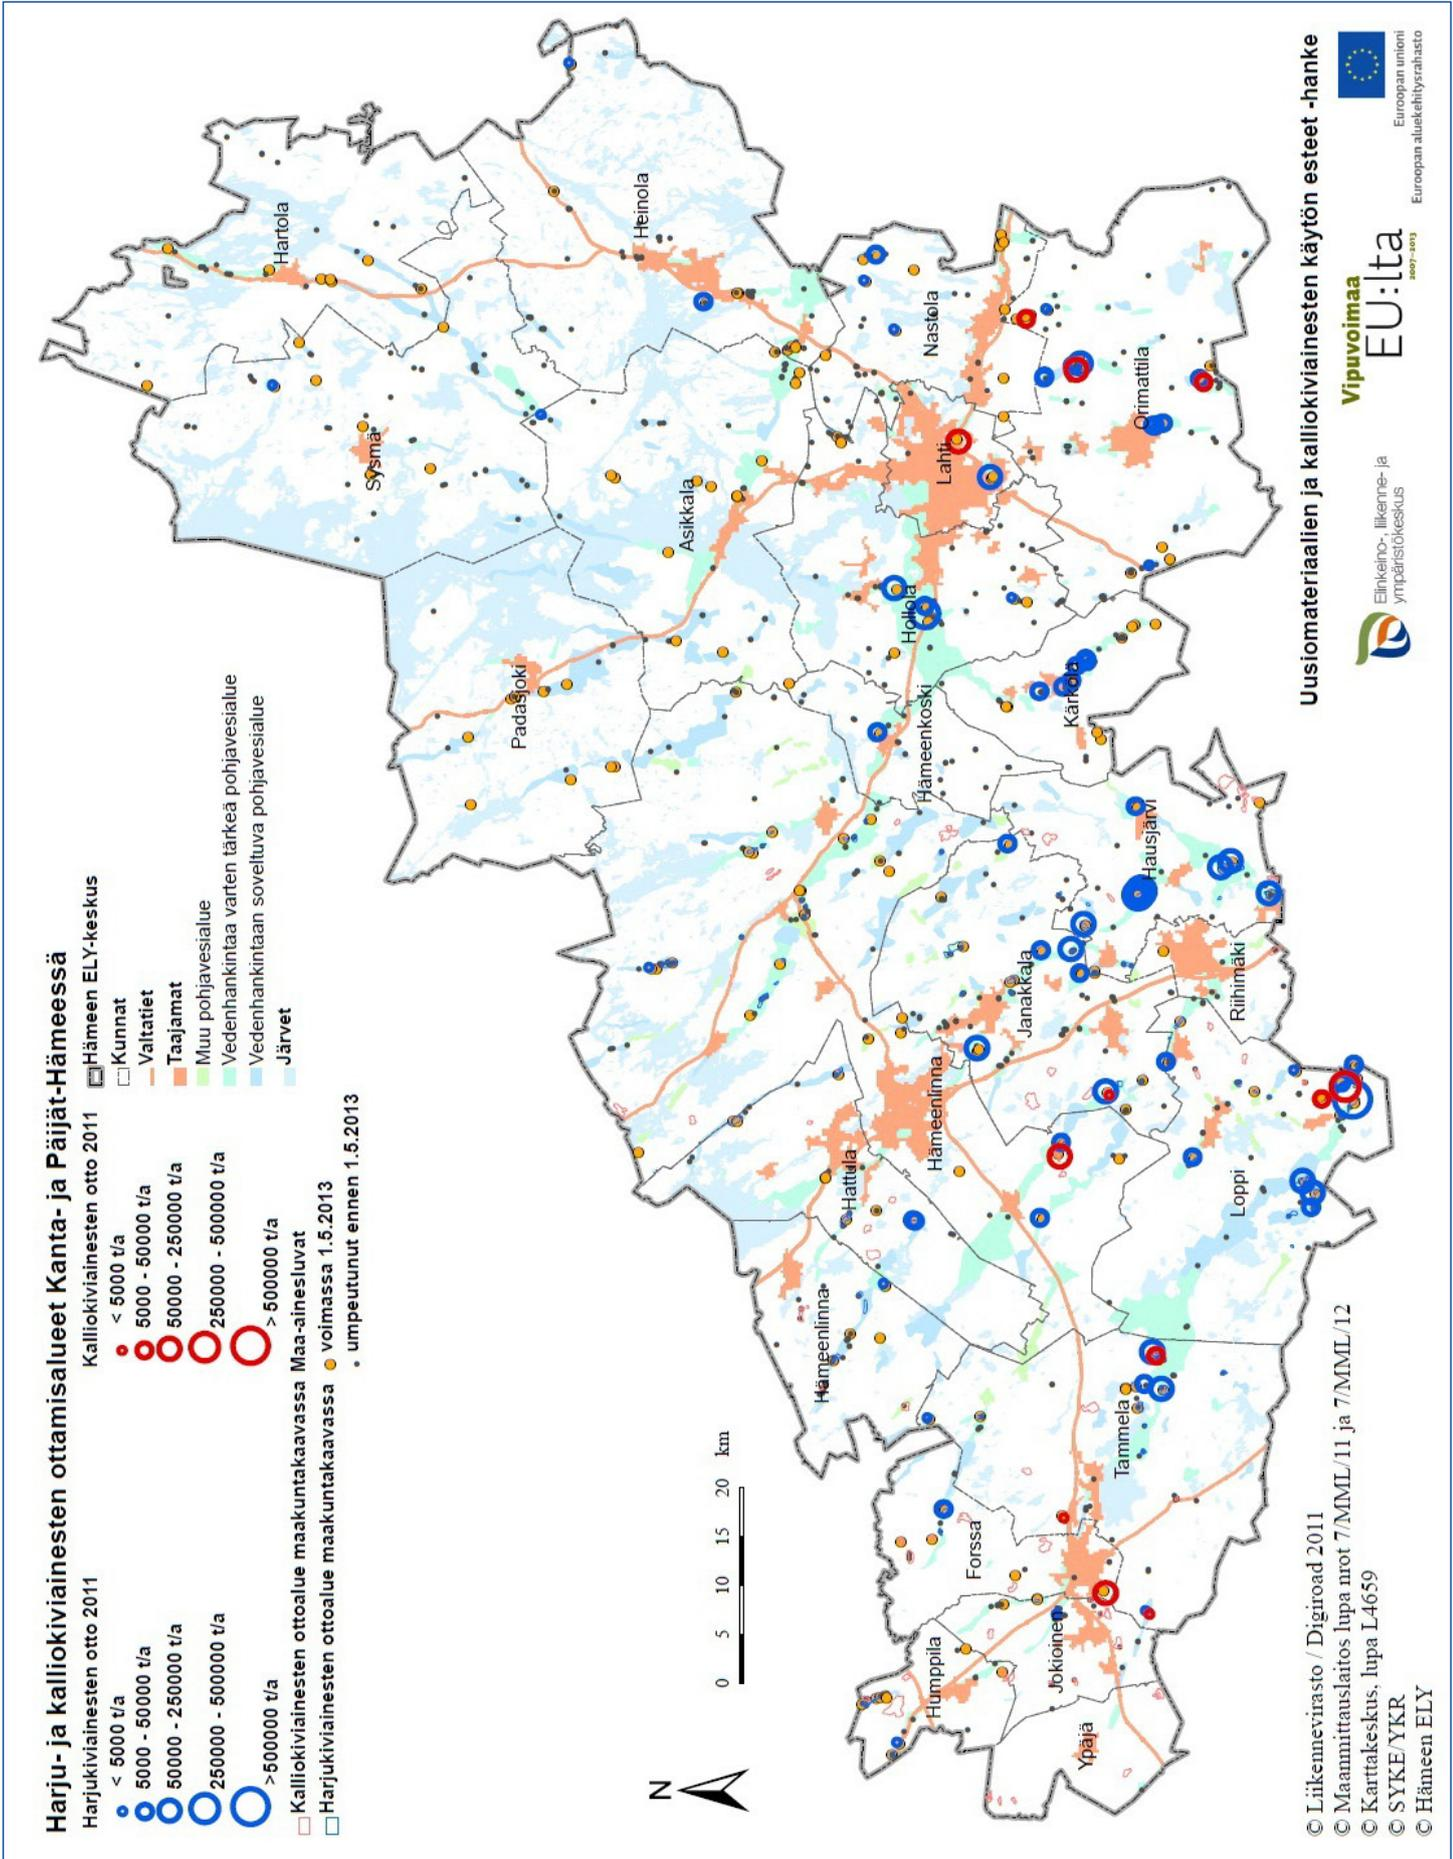 Harju- ja kalliokiviainesten ottamisalueet Kanta- ja Päijät-Hämeessä
Harjukiviainesten otto 2011
< 5000 t/a
5000 - 50000 t/a
50000 - 250000 t/a
250000 - 500000 t/a
>500000 t/a
Kalliokiviainesten otto 2011
< 5000 t/a
5000 - 50000 t/a
50000 - 250000 t/a
250000 - 500000 t/a
> 500000 t/a
Kalliokiviainesten ottoalue maakuntakaavassa
Harjukiviainesten ottoalue maakuntakaavassa
Maa-ainesluvat
voimassa 1.5.2013
umpeutunut ennen 1.5.2013
Hämeen ELY-keskus
Kunnat
Valtatiet
Taajamat
Muu pohjavesialue
Vedenhankintaa varten tärkeä pohjavesialue
Vedenhankintaan soveltuva pohjavesialue
Järvet
N
0 5 10 15 20 km
Hartola
Heinola
Sysmä
Asikkala
Padasjoki
Nastola
Lahti
Orimattila
Hollola
Hämeenkoski
Kärkölä
Hausjärvi
Riihimäki
Janakkala
Hämeenlinna
Hattula
Loppi
Hämeenlinna
Tammela
Forssa
Jokioinen
Humppila
Ypäjä
© Liikennevirasto / Digiroad 2011
© Maanmittauslaitos lupa nrot 7/MML/11 ja 7/MML/12
© Karttakeskus, lupa L4659
© SYKE/YKR
© Hämeen ELY
Uusiomateriaalien ja kalliokiviainesten käytön esteet -hanke
Elinkeino-, liikenne- ja
ympäristökeskus
Vipuvoimaa
EU:lta
2007–2013
Euroopan unioni
Euroopan aluekehitysrahasto